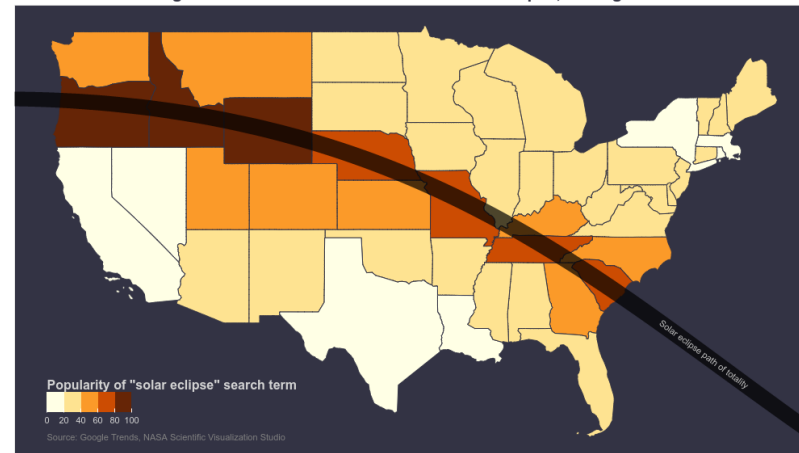 Solar eclipse path of totality
Popularity of "solar eclipse" search term
0 20 40 60 80 100
Source: Google Trends, NASA Scientific Visualization Studio